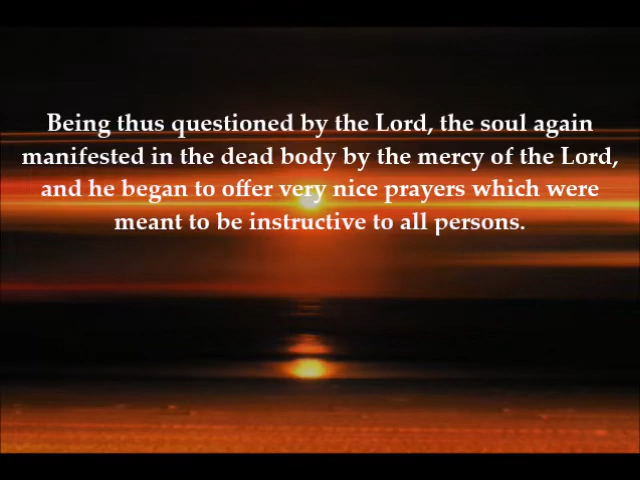 Being thus questioned by the Lord, the soul again
manifested in the dead body by the mercy of the Lord,
and he began to offer very nice prayers which were
meant to be instructive to all persons.